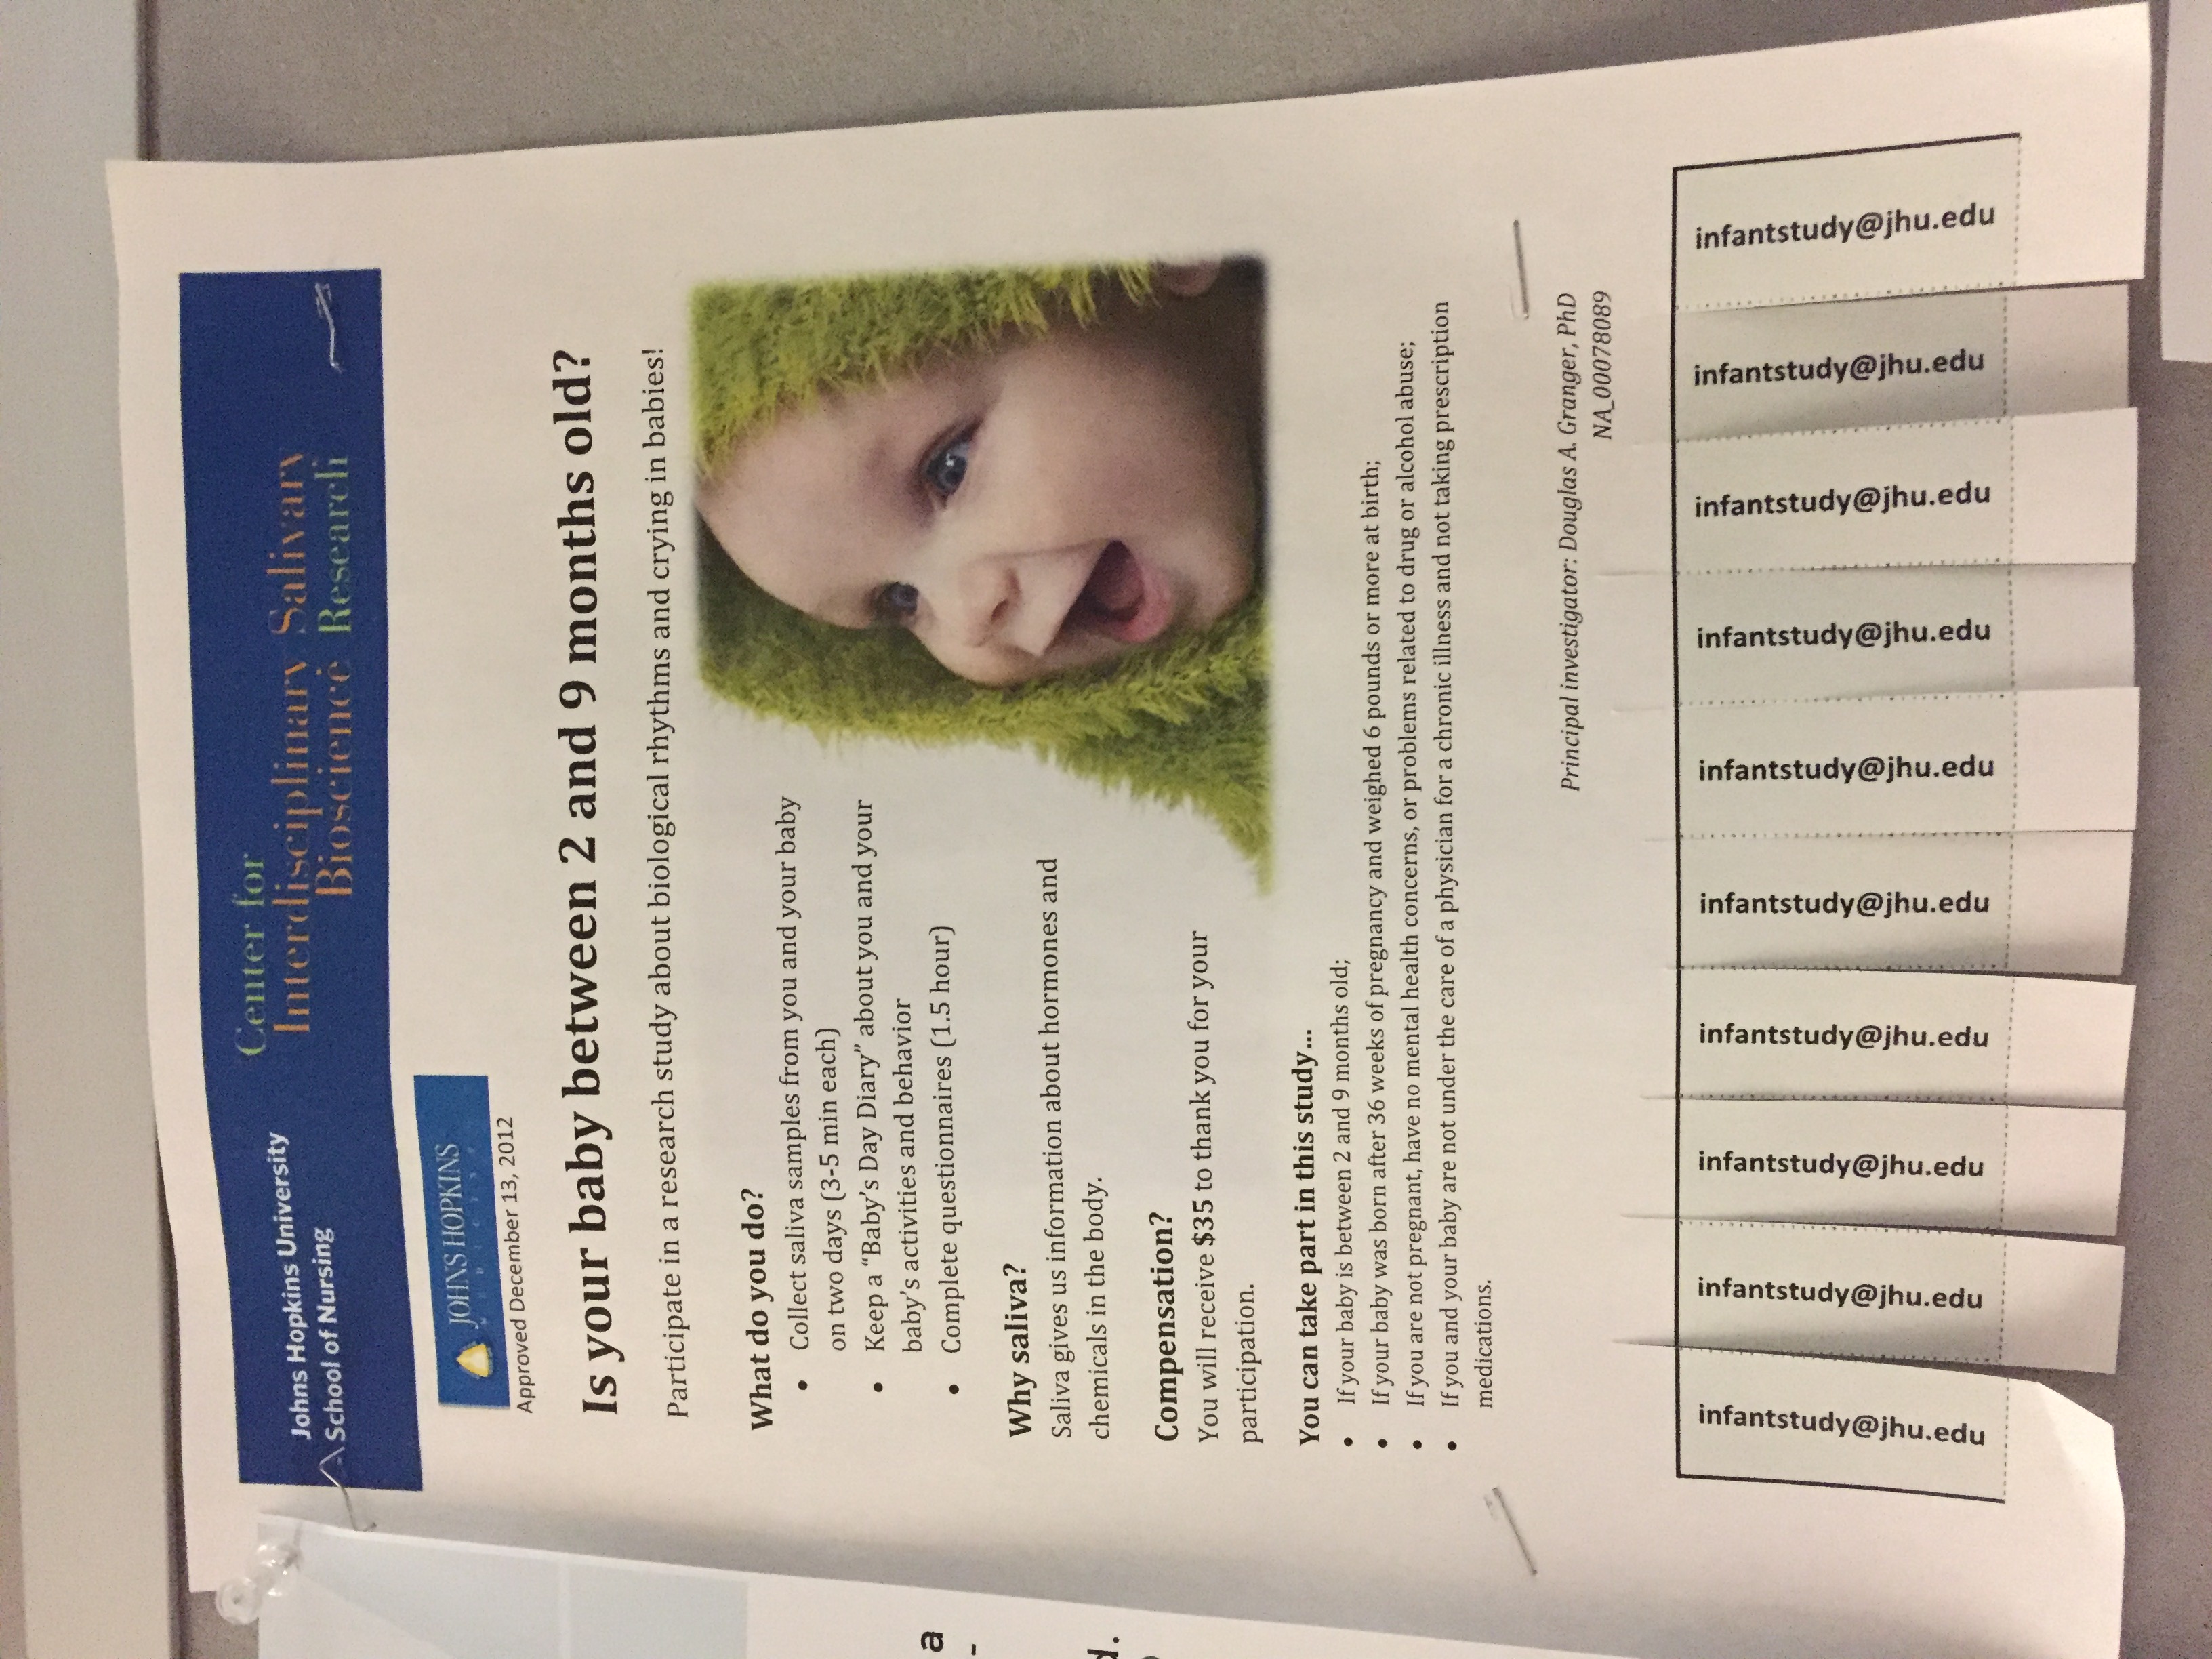 Johns Hopkins University
School of Nursing
Center for
Interdisciplinary Salivary
Bioscience Research
JOHNS HOPKINS
MEDICINE
Approved December 13, 2012
Is your baby between 2 and 9 months old?
Participate in a research study about biological rhythms and crying in babies!
What do you do?
• Collect saliva samples from you and your baby
on two days (3-5 min each)
• Keep a “Baby’s Day Diary” about you and your
baby’s activities and behavior
• Complete questionnaires (1.5 hour)
Why saliva?
Saliva gives us information about hormones and
chemicals in the body.
Compensation?
You will receive $35 to thank you for your
participation.
You can take part in this study...
• If your baby is between 2 and 9 months old;
• If your baby was born after 36 weeks of pregnancy and weighed 6 pounds or more at birth;
• If you are not pregnant, have no mental health concerns, or problems related to drug or alcohol abuse;
• If you and your baby are not under the care of a physician for a chronic illness and not taking prescription
medications.
Principal investigator: Douglas A. Granger, PhD
NA_00078089
infantstudy@jhu.edu
infantstudy@jhu.edu
infantstudy@jhu.edu
infantstudy@jhu.edu
infantstudy@jhu.edu
infantstudy@jhu.edu
infantstudy@jhu.edu
infantstudy@jhu.edu
infantstudy@jhu.edu
infantstudy@jhu.edu
a
-
d.